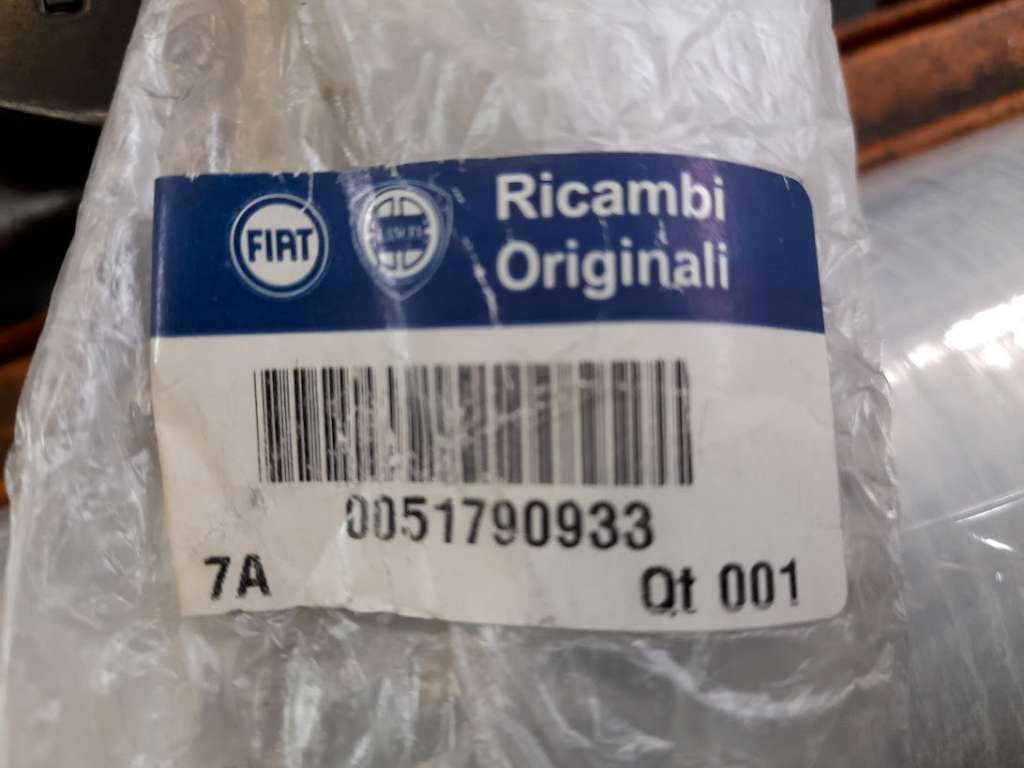 FIAT
Ricambi
Originali
0051790933
7A
Qt 001